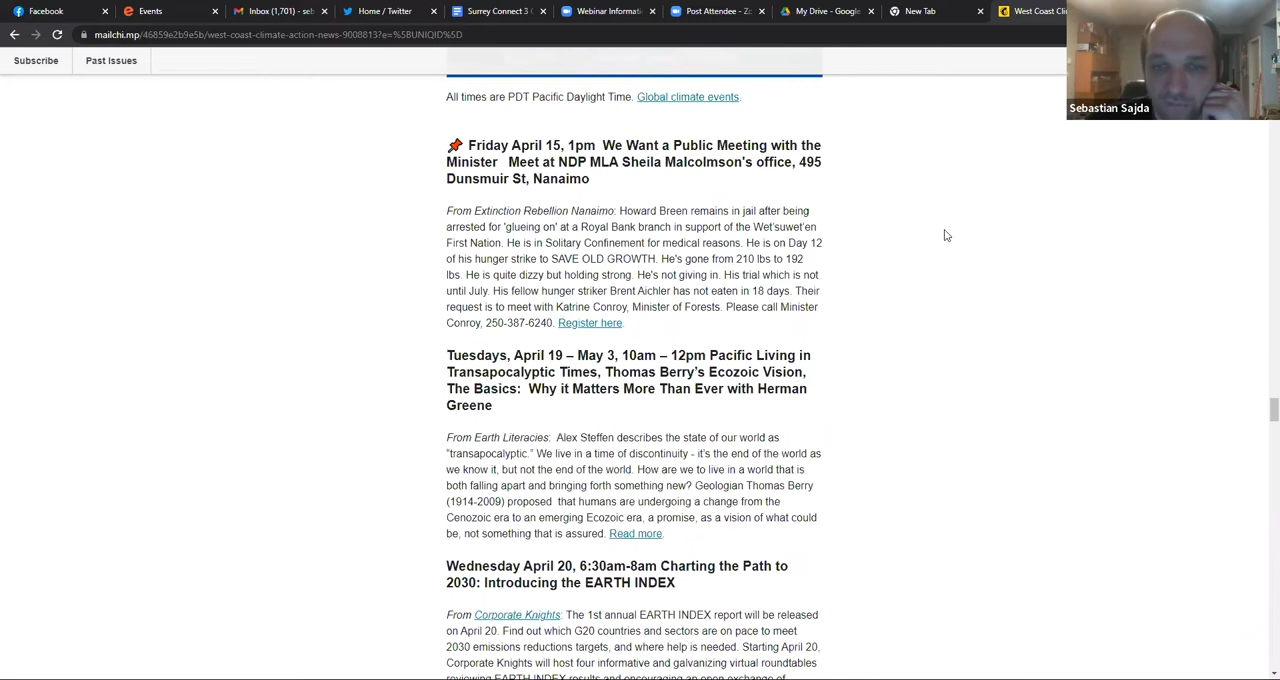 Facebook
Events
Inbox (1,701) - seb
Home / Twitter
Surrey Connect 3
Webinar Informati
Post Attendee - Zo
My Drive - Google
New Tab
West Coast Cli
mailchi.mp/46859e2b9e5b/west-coast-climate-action-news-9008813?e=%5BUNIQID%5D
Subscribe
Past Issues
Sebastian Sajda
All times are PDT Pacific Daylight Time. Global climate events.
Friday April 15, 1pm We Want a Public Meeting with the
Minister Meet at NDP MLA Sheila Malcolmson's office, 495
Dunsmuir St, Nanaimo
From Extinction Rebellion Nanaimo: Howard Breen remains in jail after being
arrested for 'glueing on' at a Royal Bank branch in support of the Wet'suwet'en
First Nation. He is in Solitary Confinement for medical reasons. He is on Day 12
of his hunger strike to SAVE OLD GROWTH. He's gone from 210 lbs to 192
lbs. He is quite dizzy but holding strong. He's not giving in. His trial which is not
until July. His fellow hunger striker Brent Aichler has not eaten in 18 days. Their
request is to meet with Katrine Conroy, Minister of Forests. Please call Minister
Conroy, 250-387-6240. Register here.
Tuesdays, April 19 – May 3, 10am – 12pm Pacific Living in
Transapocalyptic Times, Thomas Berry's Ecozoic Vision,
The Basics: Why it Matters More Than Ever with Herman
Greene
From Earth Literacies: Alex Steffen describes the state of our world as
"transapocalyptic." We live in a time of discontinuity - it's the end of the world as
we know it, but not the end of the world. How are we to live in a world that is
both falling apart and bringing forth something new? Geologian Thomas Berry
(1914-2009) proposed that humans are undergoing a change from the
Cenozoic era to an emerging Ecozoic era, a promise, as a vision of what could
be, not something that is assured. Read more.
Wednesday April 20, 6:30am-8am Charting the Path to
2030: Introducing the EARTH INDEX
From Corporate Knights: The 1st annual EARTH INDEX report will be released
on April 20. Find out which G20 countries and sectors are on pace to meet
2030 emissions reductions targets, and where help is needed. Starting April 20,
Corporate Knights will host four informative and galvanizing virtual roundtables
reviewing EARTH INDEX results and encouraging an open exchange of